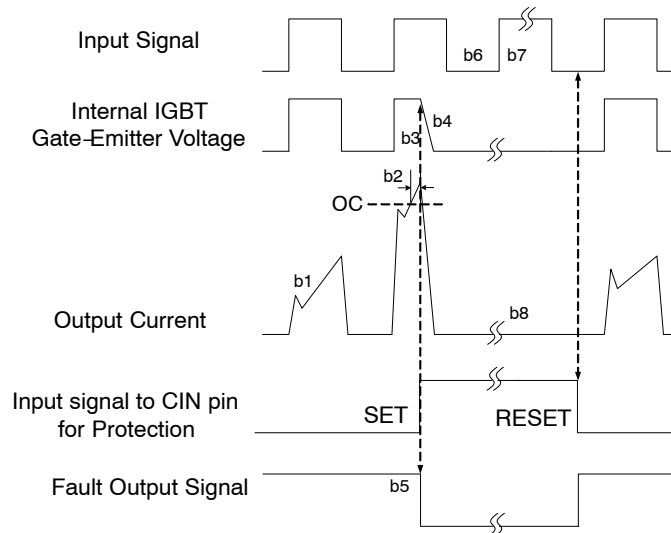 Input Signal
b6
b7
Internal IGBT
Gate-Emitter Voltage
b3
b4
b2
OC
b1
Output Current
b8
Input signal to CIN pin
for Protection
SET
RESET
Fault Output Signal
b5